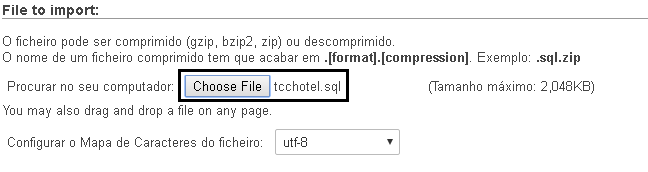 File to import:
O ficheiro pode ser comprimido (gzip, bzip2, zip) ou descomprimido.
O nome de um ficheiro comprimido tem que acabar em .[format].[compression]. Exemplo: .sql.zip
Procurar no seu computador: Choose File tcchotel.sql (Tamanho máximo: 2,048KB)
You may also drag and drop a file on any page.
Configurar o Mapa de Caracteres do ficheiro: utf-8